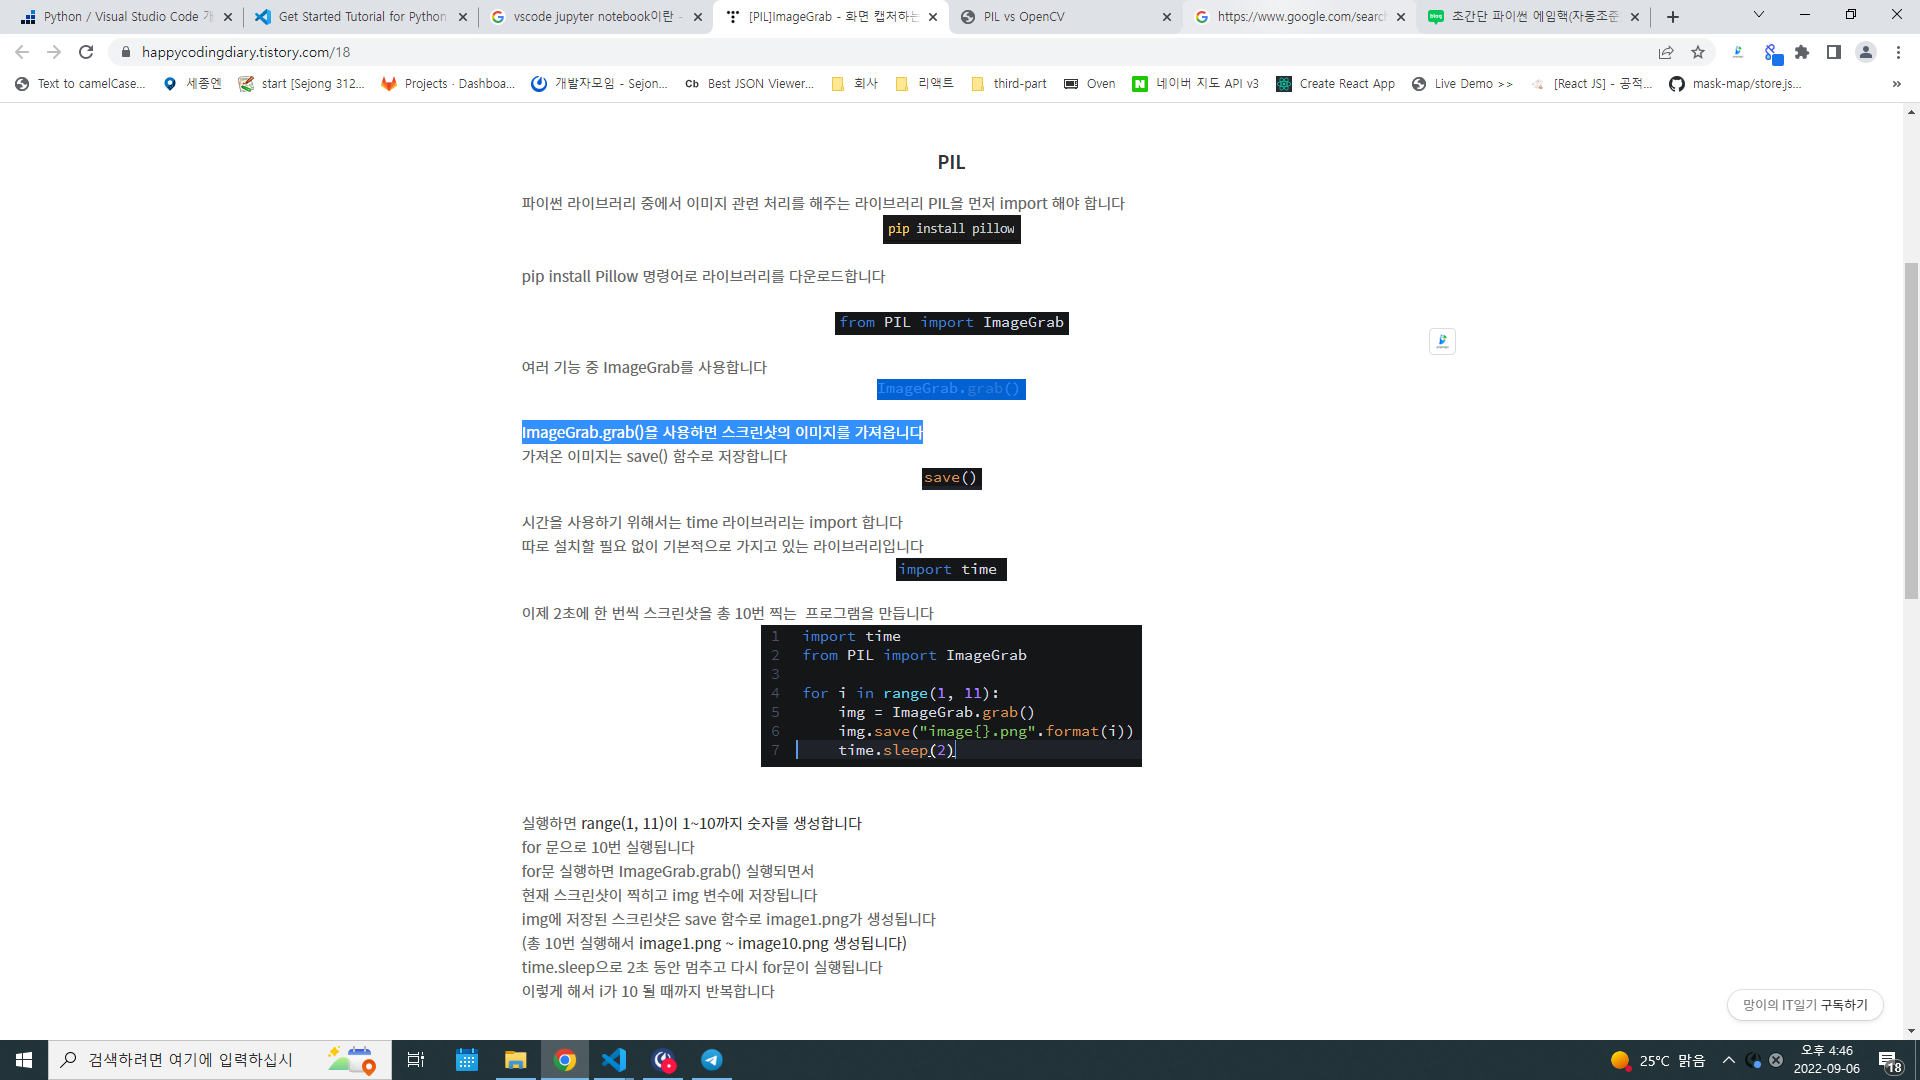 Python / Visual Studio Code 개
Get Started Tutorial for Python
vscode jupyter notebook이란 -
[PIL]ImageGrab - 화면 캡처하는
PIL vs OpenCV
https://www.google.com/search
초간단 파이썬 에임핵(자동조준
happycodingdiary.tistory.com/18
Text to camelCase...
세종엔
start [Sejong 312...
Projects · Dashboa...
개발자모임 - Sejon...
Cb Best JSON Viewer...
회사
리액트
third-part
Oven
N 네이버 지도 API v3
Create React App
Live Demo >>
[React JS] - 공적...
mask-map/store.js...
»
PIL
파이썬 라이브러리 중에서 이미지 관련 처리를 해주는 라이브러리 PIL을 먼저 import 해야 합니다
pip install pillow
pip install Pillow 명령어로 라이브러리를 다운로드합니다
from PIL import ImageGrab
여러 기능 중 ImageGrab를 사용합니다
ImageGrab.grab()
ImageGrab.grab()을 사용하면 스크린샷의 이미지를 가져옵니다
가져온 이미지는 save() 함수로 저장합니다
save()
시간을 사용하기 위해서는 time 라이브러리는 import 합니다
따로 설치할 필요 없이 기본적으로 가지고 있는 라이브러리입니다
import time
이제 2초에 한 번씩 스크린샷을 총 10번 찍는  프로그램을 만듭니다
1 import time
2 from PIL import ImageGrab
3
4 for i in range(1, 11):
5     img = ImageGrab.grab()
6     img.save("image{}.png".format(i))
7     time.sleep(2)
실행하면 range(1, 11)이 1~10까지 숫자를 생성합니다
for 문으로 10번 실행됩니다
for문 실행하면 ImageGrab.grab() 실행되면서
현재 스크린샷이 찍히고 img 변수에 저장됩니다
img에 저장된 스크린샷은 save 함수로 image1.png가 생성됩니다
(총 10번 실행해서 image1.png ~ image10.png 생성됩니다)
time.sleep으로 2초 동안 멈추고 다시 for문이 실행됩니다
이렇게 해서 i가 10 될 때까지 반복합니다
망이의 IT일기 구독하기
검색하려면 여기에 입력하십시
25°C 맑음
오후 4:46
2022-09-06
18